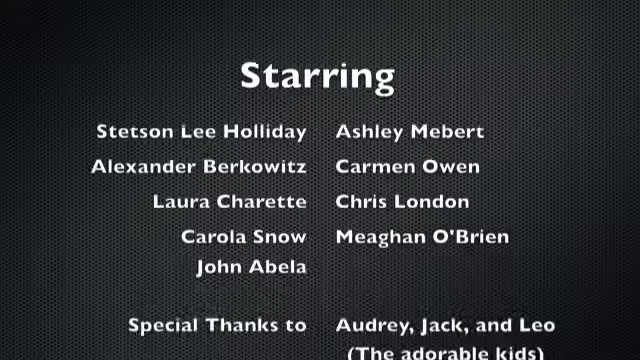 Starring
Stetson Lee Holliday Ashley Mebert
Alexander Berkowitz Carmen Owen
Laura Charette Chris London
Carola Snow Meaghan O'Brien
John Abela
Special Thanks to Audrey, Jack, and Leo
(The adorable kids)